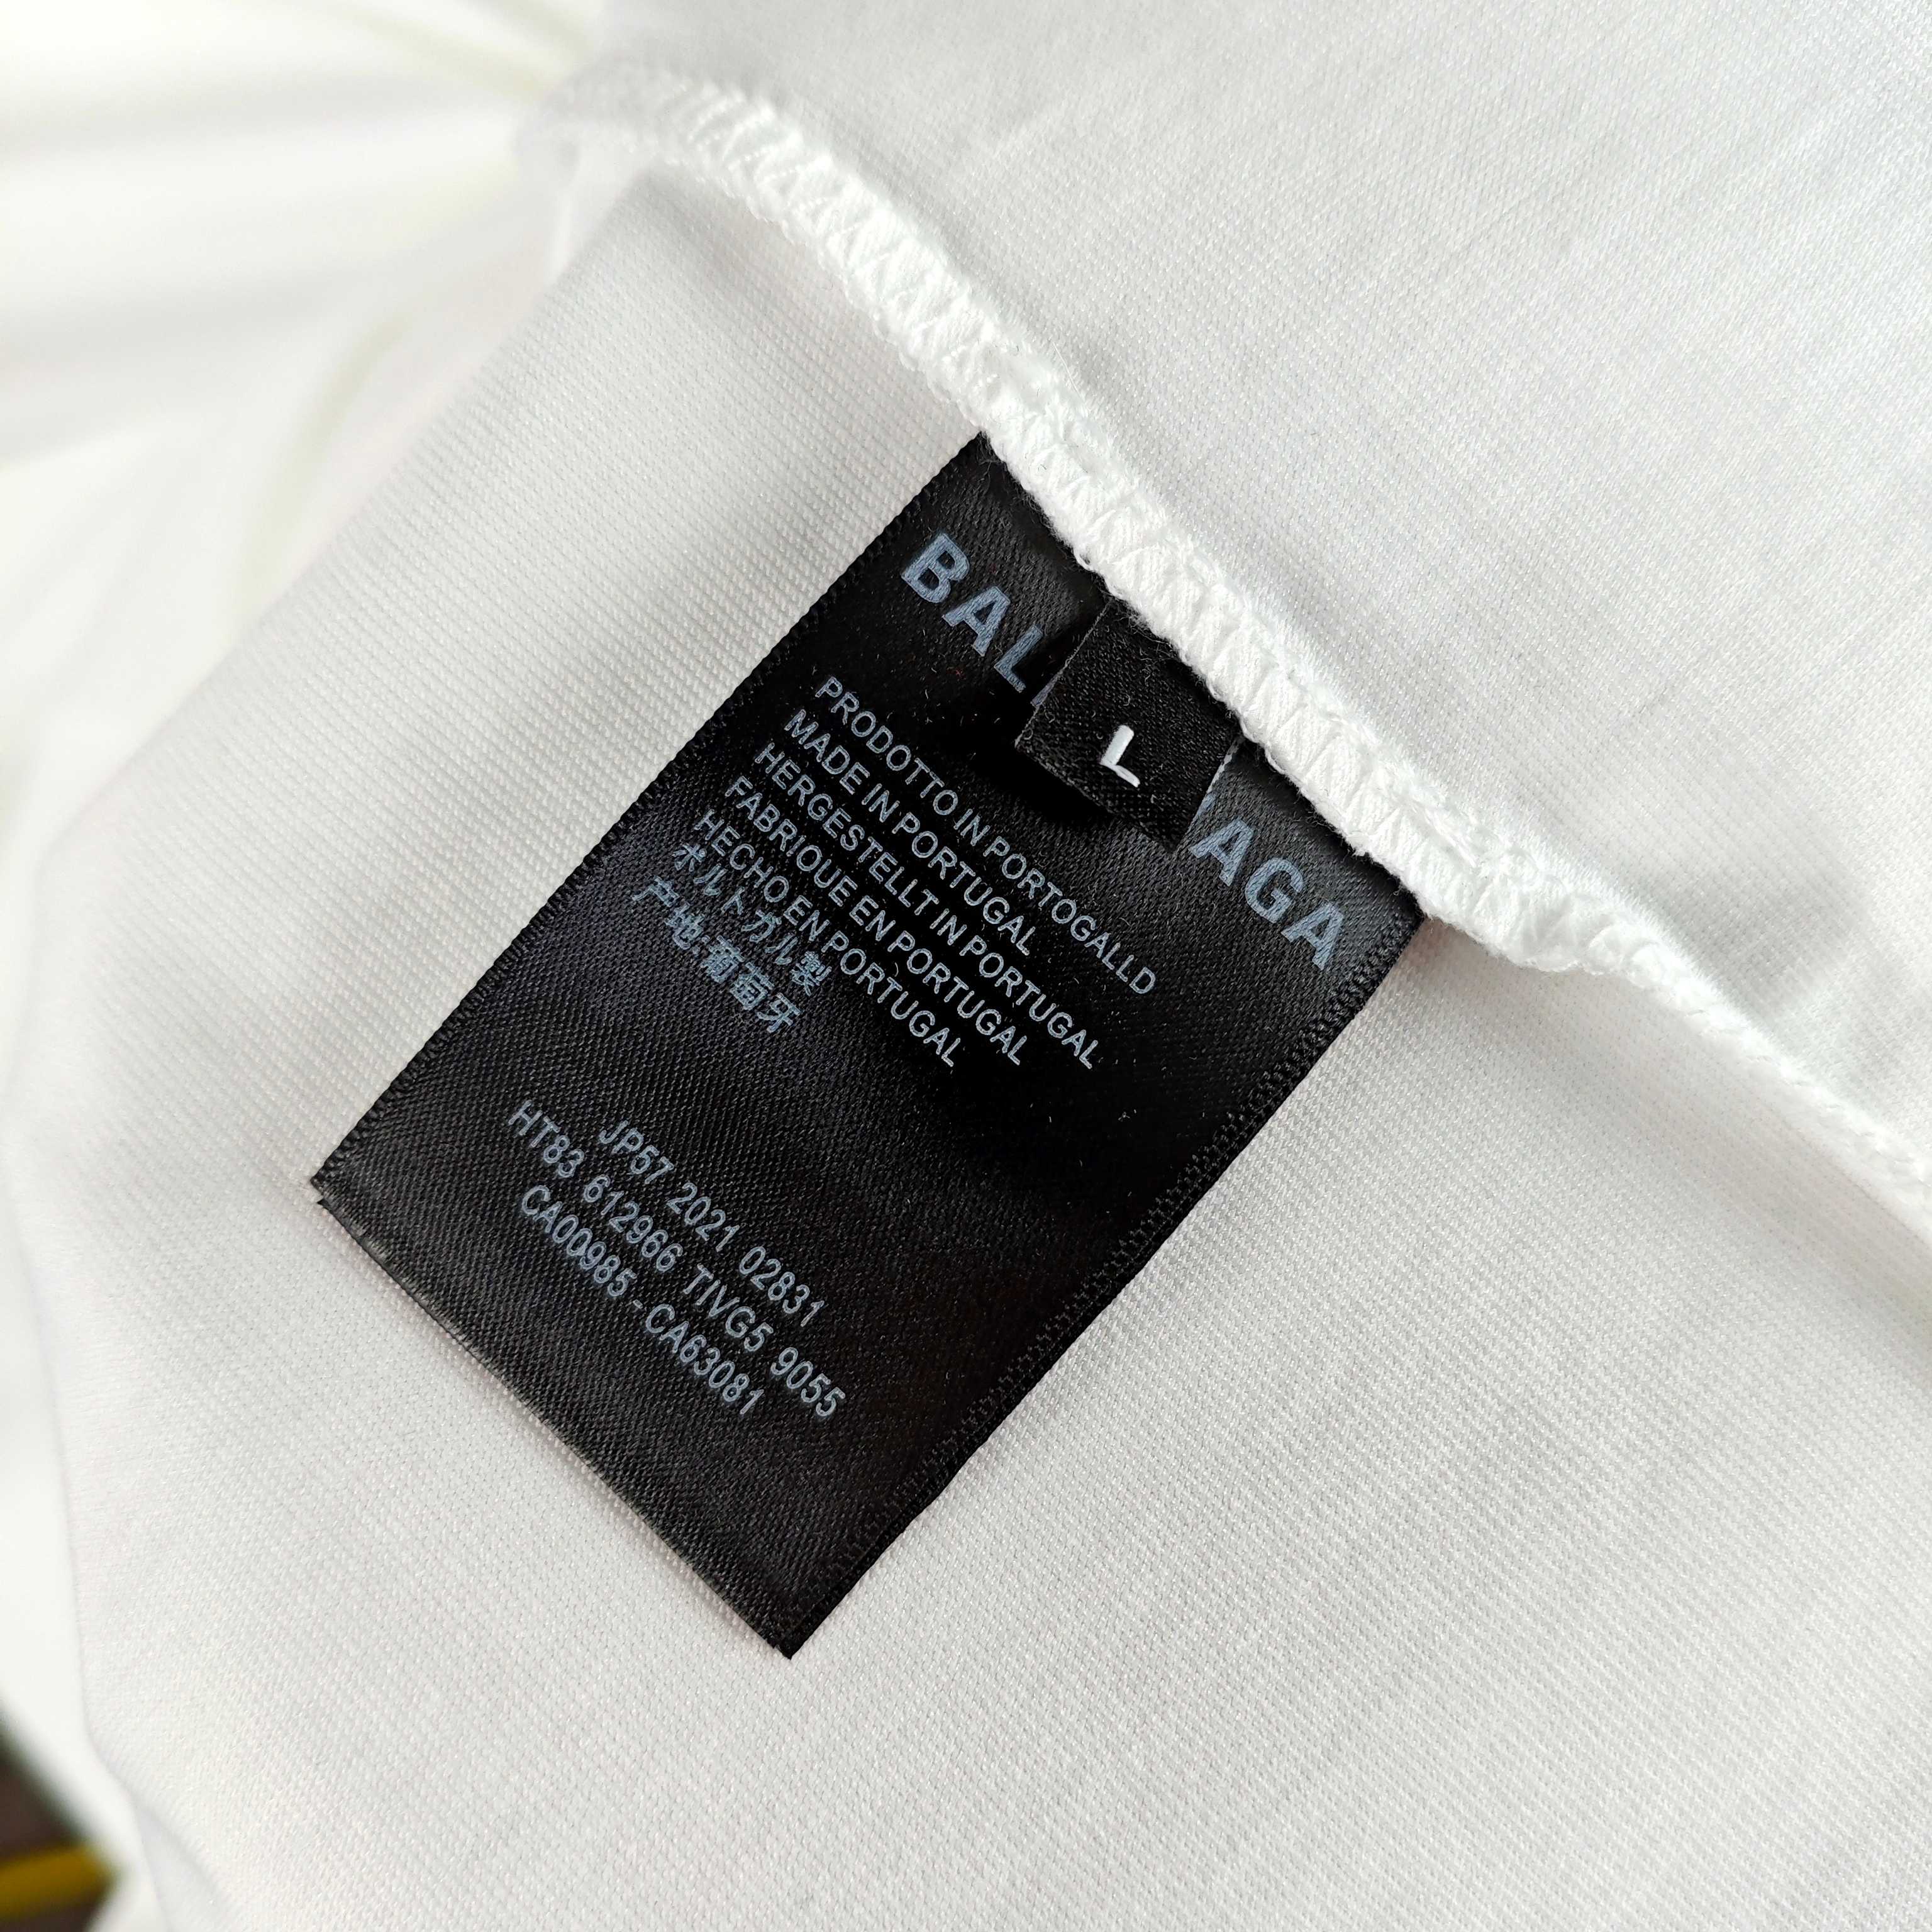 BAL AGA
L
PRODOTTO IN PORTOGALLD
MADE IN PORTUGAL
HERGESTELLT IN PORTUGAL
FABRIQUE EN PORTUGAL
HECHO EN PORTUGAL
ポルトガル製
产地:葡萄牙
JP57 2021 02831
HT83 612966 TIVG5 9055
CA00985-CA63081